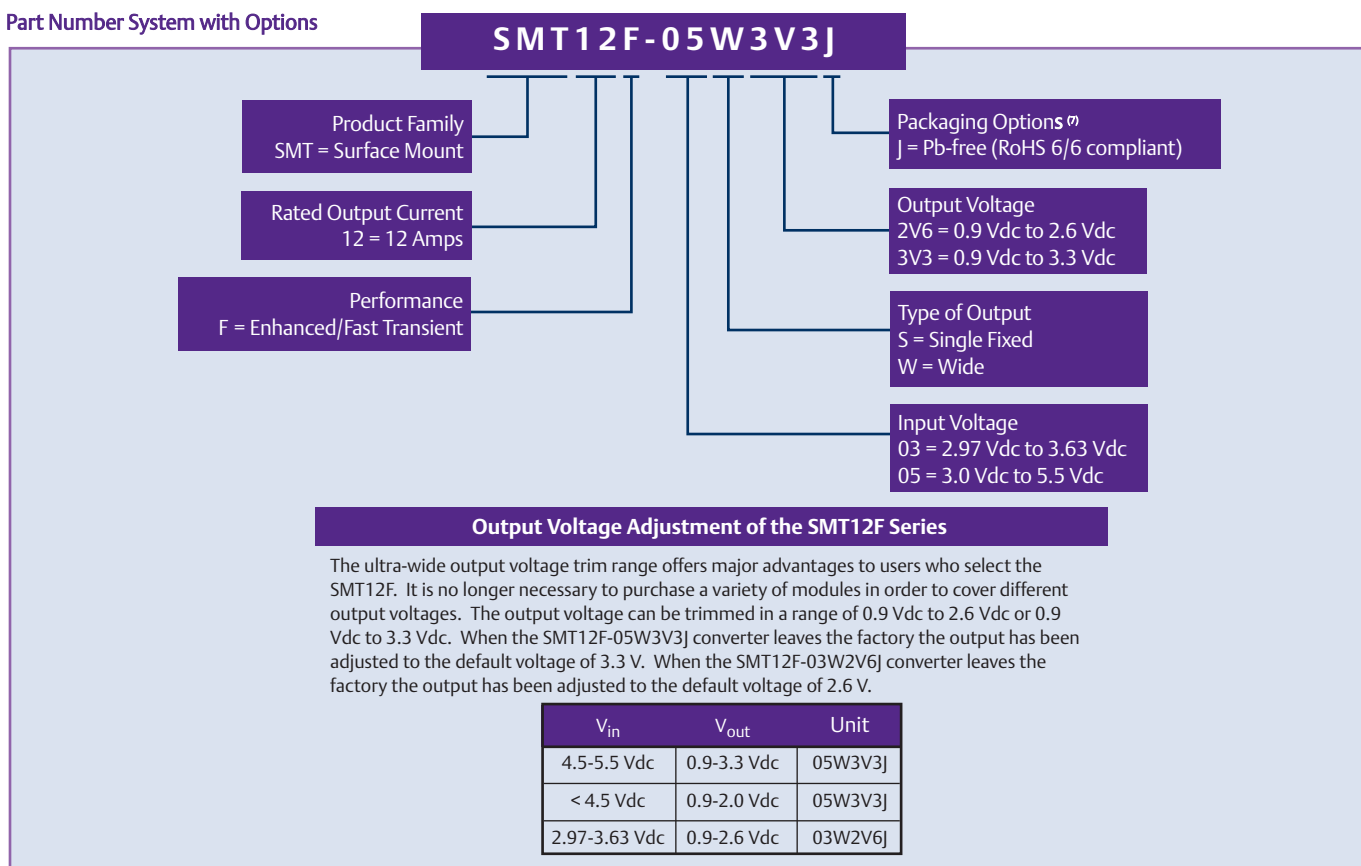 Part Number System with Options
SMT12F-05W3V3J
Product Family
SMT = Surface Mount
Rated Output Current
12 = 12 Amps
Performance
F = Enhanced/Fast Transient
Packaging Options (7)
J = Pb-free (RoHS 6/6 compliant)
Output Voltage
2V6 = 0.9 Vdc to 2.6 Vdc
3V3 = 0.9 Vdc to 3.3 Vdc
Type of Output
S = Single Fixed
W = Wide
Input Voltage
03 = 2.97 Vdc to 3.63 Vdc
05 = 3.0 Vdc to 5.5 Vdc
Output Voltage Adjustment of the SMT12F Series
The ultra-wide output voltage trim range offers major advantages to users who select the
SMT12F. It is no longer necessary to purchase a variety of modules in order to cover different
output voltages. The output voltage can be trimmed in a range of 0.9 Vdc to 2.6 Vdc or 0.9
Vdc to 3.3 Vdc. When the SMT12F-05W3V3J converter leaves the factory the output has been
adjusted to the default voltage of 3.3 V. When the SMT12F-03W2V6J converter leaves the
factory the output has been adjusted to the default voltage of 2.6 V.
Vin Vout Unit
4.5-5.5 Vdc 0.9-3.3 Vdc 05W3V3J
< 4.5 Vdc 0.9-2.0 Vdc 05W3V3J
2.97-3.63 Vdc 0.9-2.6 Vdc 03W2V6J